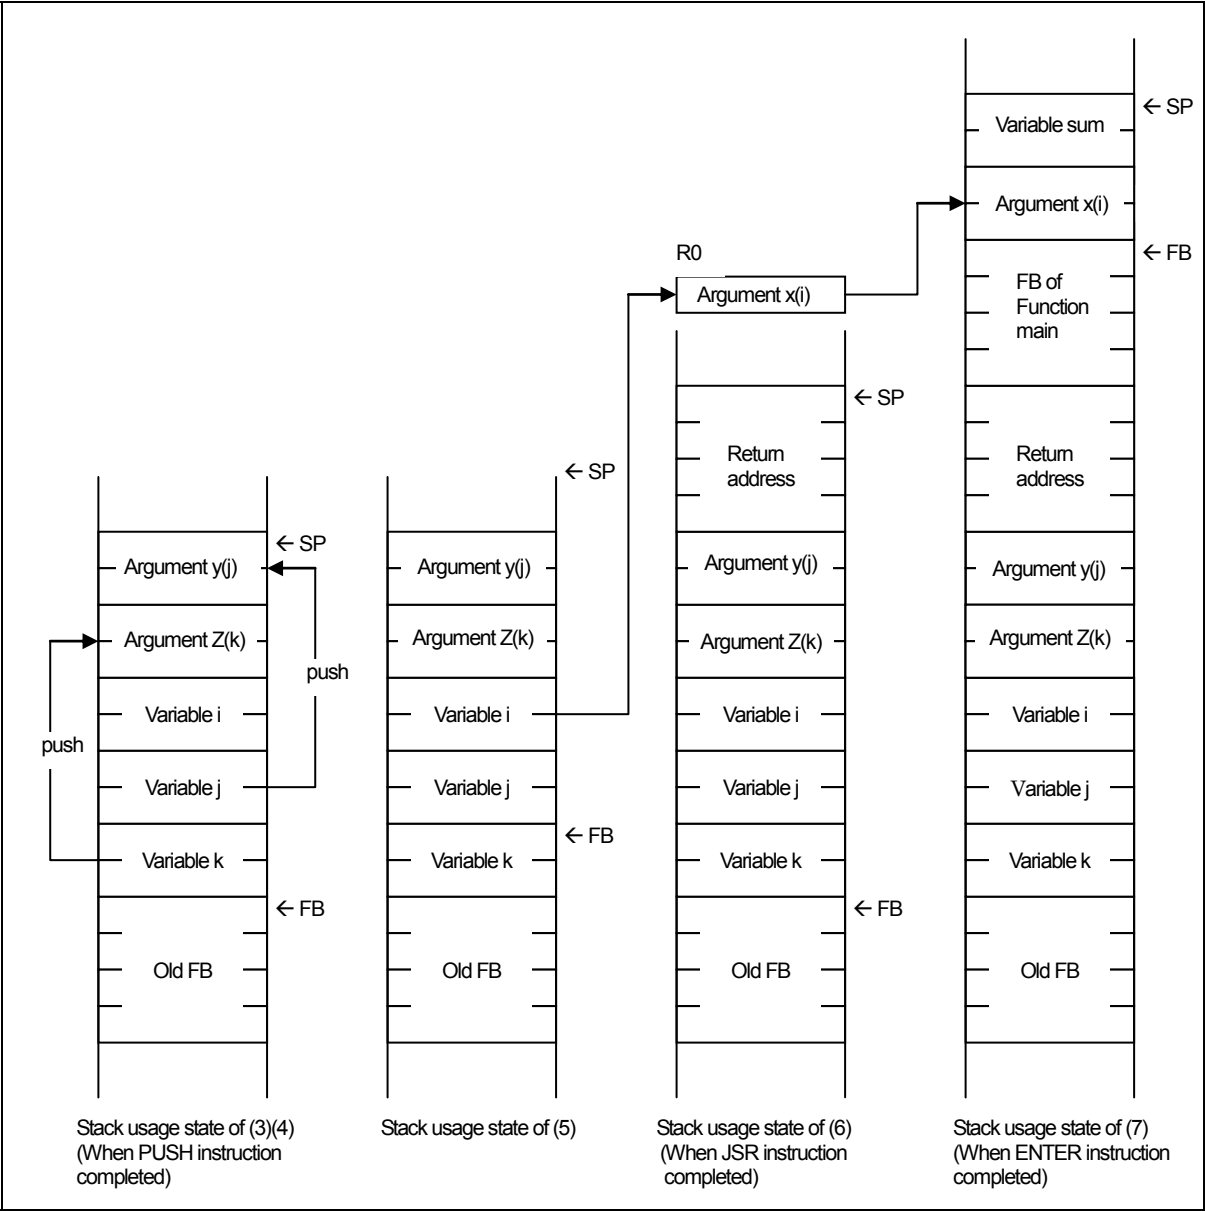 ← SP
Variable sum
Argument x(i)
← FB
FB of
Function
main
Return
address
Argument y(j)
Argument Z(k)
Variable i
Variable j
Variable k
Old FB
Stack usage state of (7)
(When ENTER instruction
completed)
R0
Argument x(i)
← SP
Return
address
Argument y(j)
Argument Z(k)
Variable i
Variable j
Variable k
← FB
Old FB
Stack usage state of (6)
(When JSR instruction
completed)
← SP
Argument y(j)
Argument Z(k)
Variable i
Variable j
← FB
Variable k
Old FB
Stack usage state of (5)
← SP
Argument y(j)
Argument Z(k)
push
Variable i
push
Variable j
Variable k
← FB
Old FB
Stack usage state of (3)(4)
(When PUSH instruction
completed)